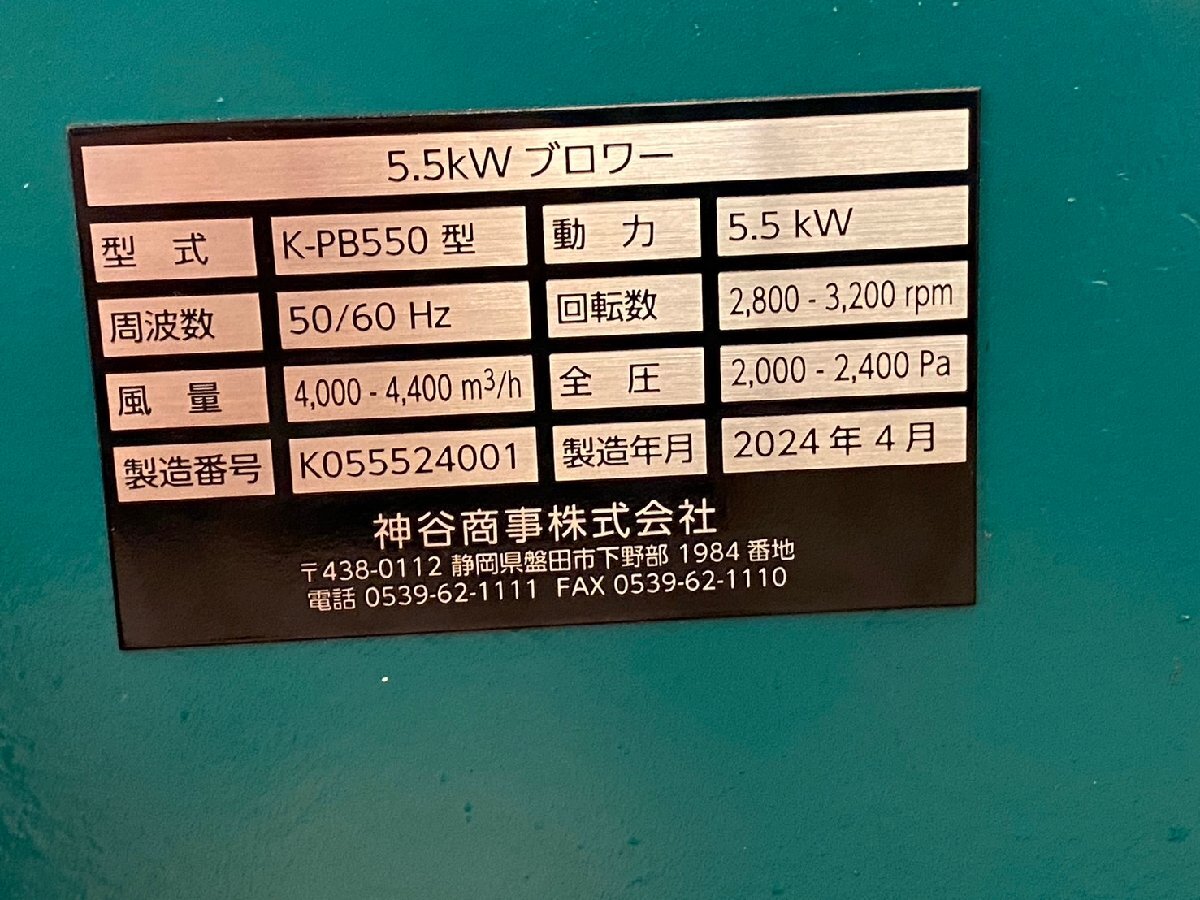 5.5kW ブロワー
型 式 K-PB550 型 動 力 5.5 kW
周波数 50/60 Hz 回転数 2,800 - 3,200 rpm
風 量 4,000 - 4,400 m³/h 全 圧 2,000 - 2,400 Pa
製造番号 K055524001 製造年月 2024 年 4 月
神谷商事株式会社
〒438-0112 静岡県盤田市下野部 1984 番地
電話 0539-62-1111 FAX 0539-62-1110